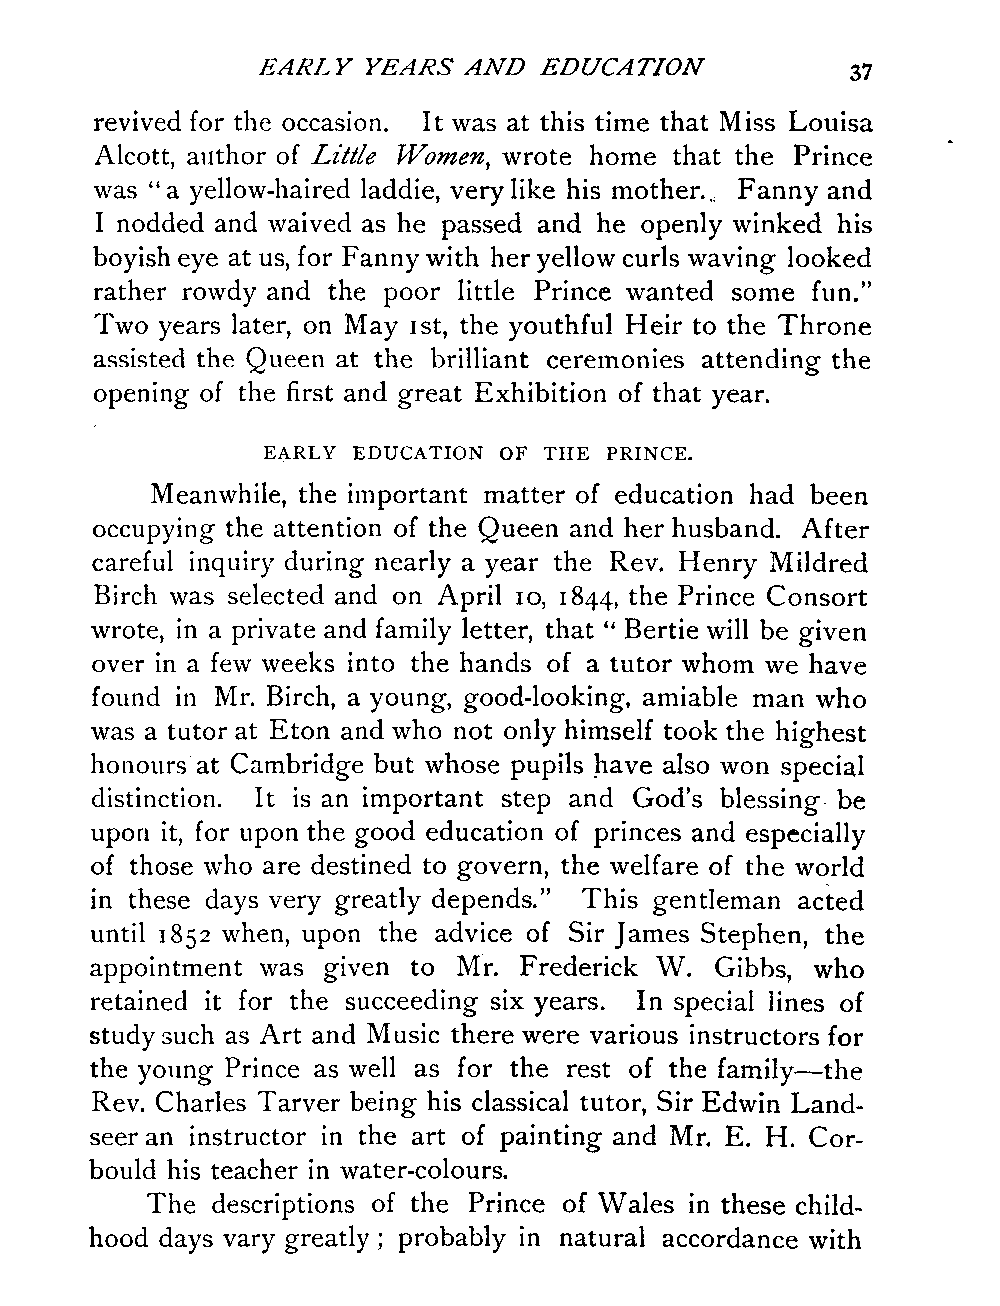 EARLY YEARS AND EDUCATION 37
revived for the occasion. It was at this time that Miss Louisa
Alcott, author of Little Women, wrote home that the Prince
was “a yellow-haired laddie, very like his mother. Fanny and
I nodded and waived as he passed and he openly winked his
boyish eye at us, for Fanny with her yellow curls waving looked
rather rowdy and the poor little Prince wanted some fun.”
Two years later, on May 1st, the youthful Heir to the Throne
assisted the Queen at the brilliant ceremonies attending the
opening of the first and great Exhibition of that year.
EARLY EDUCATION OF THE PRINCE.
Meanwhile, the important matter of education had been
occupying the attention of the Queen and her husband. After
careful inquiry during nearly a year the Rev. Henry Mildred
Birch was selected and on April 10, 1844, the Prince Consort
wrote, in a private and family letter, that “Bertie will be given
over in a few weeks into the hands of a tutor whom we have
found in Mr. Birch, a young, good-looking, amiable man who
was a tutor at Eton and who not only himself took the highest
honours at Cambridge but whose pupils have also won special
distinction. It is an important step and God's blessing be
upon it, for upon the good education of princes and especially
of those who are destined to govern, the welfare of the world
in these days very greatly depends.” This gentleman acted
until 1852 when, upon the advice of Sir James Stephen, the
appointment was given to Mr. Frederick W. Gibbs, who
retained it for the succeeding six years. In special lines of
study such as Art and Music there were various instructors for
the young Prince as well as for the rest of the family—the
Rev. Charles Tarver being his classical tutor, Sir Edwin Land-
seer an instructor in the art of painting and Mr. E. H. Cor-
bould his teacher in water-colours.
The descriptions of the Prince of Wales in these child-
hood days vary greatly; probably in natural accordance with